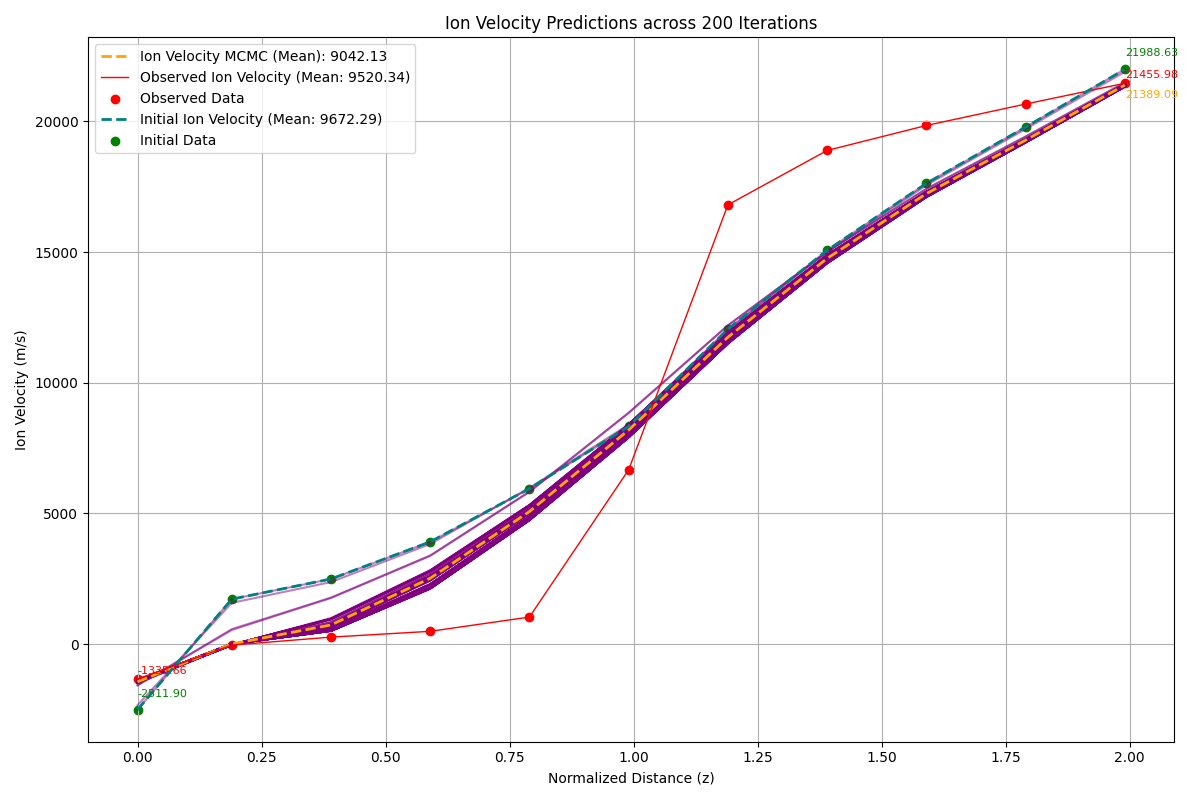 Ion Velocity Predictions across 200 Iterations
Ion Velocity MCMC (Mean): 9042.13
Observed Ion Velocity (Mean: 9520.34)
Observed Data
Initial Ion Velocity (Mean: 9672.29)
Initial Data
21988.63
21455.98
21389.09
20000
15000
10000
5000
0
-2511.90
Ion Velocity (m/s)
0.00
0.25
0.50
0.75
1.00
1.25
1.50
1.75
2.00
Normalized Distance (z)